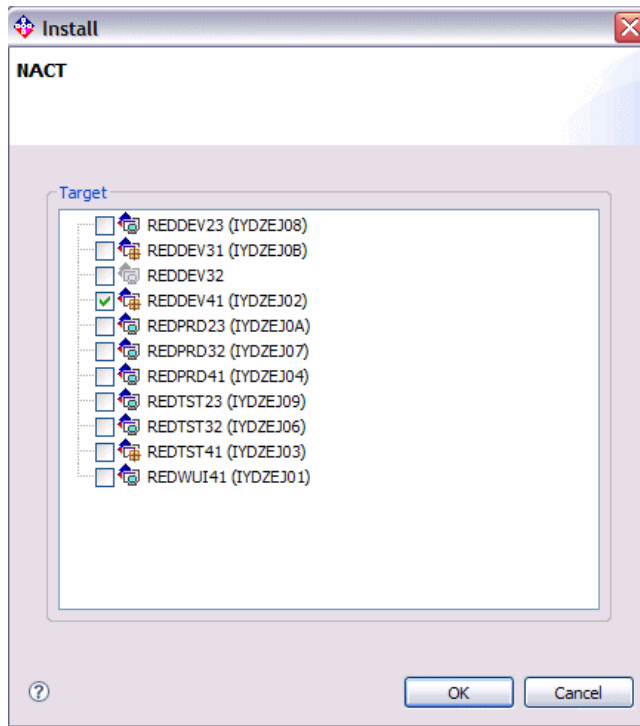 Install
NACT
Target
REDDEV23 (IYDZEJ08)
REDDEV31 (IYDZEJ0B)
REDDEV32
REDDEV41 (IYDZEJ02)
REDPRD23 (IYDZEJ0A)
REDPRD32 (IYDZEJ07)
REDPRD41 (IYDZEJ04)
REDTST23 (IYDZEJ09)
REDTST32 (IYDZEJ06)
REDTST41 (IYDZEJ03)
REDWUI41 (IYDZEJ01)
? OK Cancel